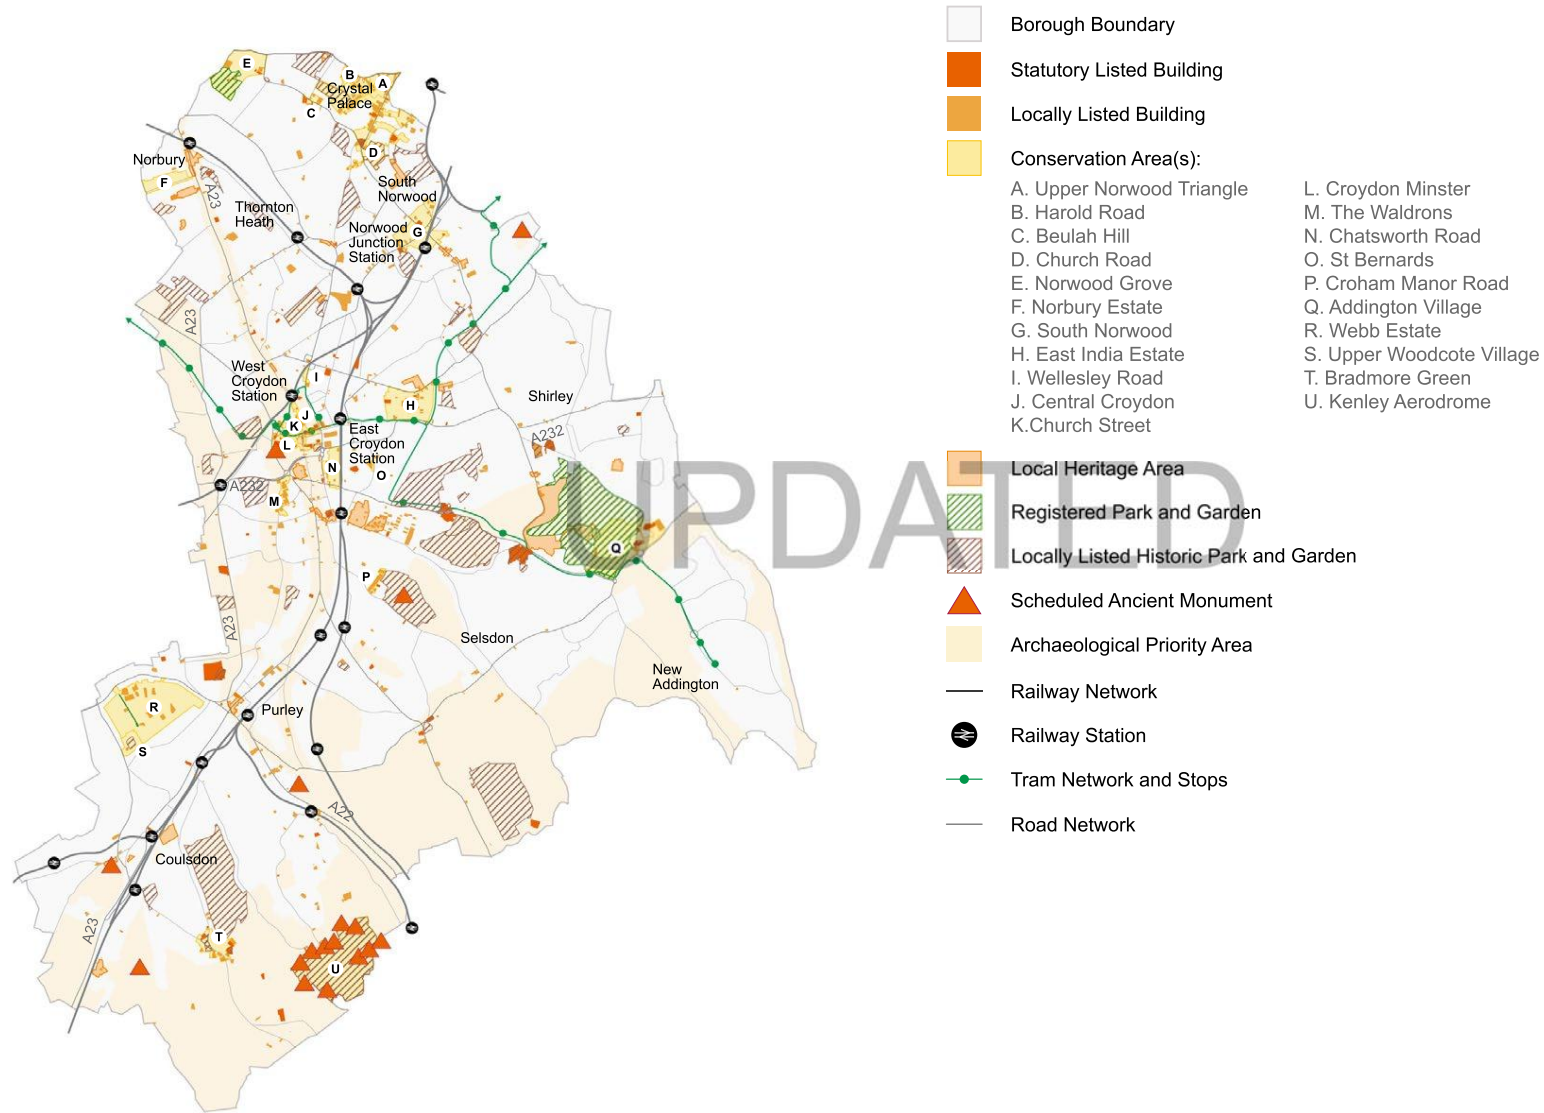 E
B
A
Crystal
Palace
C
D
Norbury
F
A23
South
Norwood
Thornton
Heath
Norwood
Junction
Station
G
A23
West
Croydon
Station
I
H
Shirley
J
K
L
East
Croydon
Station
A232
N
O
A232
M
Q
P
A23
Selsdon
New
Addington
R
Purley
S
A22
Coulsdon
A23
T
U
UPDATED
Borough Boundary
Statutory Listed Building
Locally Listed Building
Conservation Area(s):
A. Upper Norwood Triangle
B. Harold Road
C. Beulah Hill
D. Church Road
E. Norwood Grove
F. Norbury Estate
G. South Norwood
H. East India Estate
I. Wellesley Road
J. Central Croydon
K.Church Street
L. Croydon Minster
M. The Waldrons
N. Chatsworth Road
O. St Bernards
P. Croham Manor Road
Q. Addington Village
R. Webb Estate
S. Upper Woodcote Village
T. Bradmore Green
U. Kenley Aerodrome
Local Heritage Area
Registered Park and Garden
Locally Listed Historic Park and Garden
Scheduled Ancient Monument
Archaeological Priority Area
Railway Network
Railway Station
Tram Network and Stops
Road Network